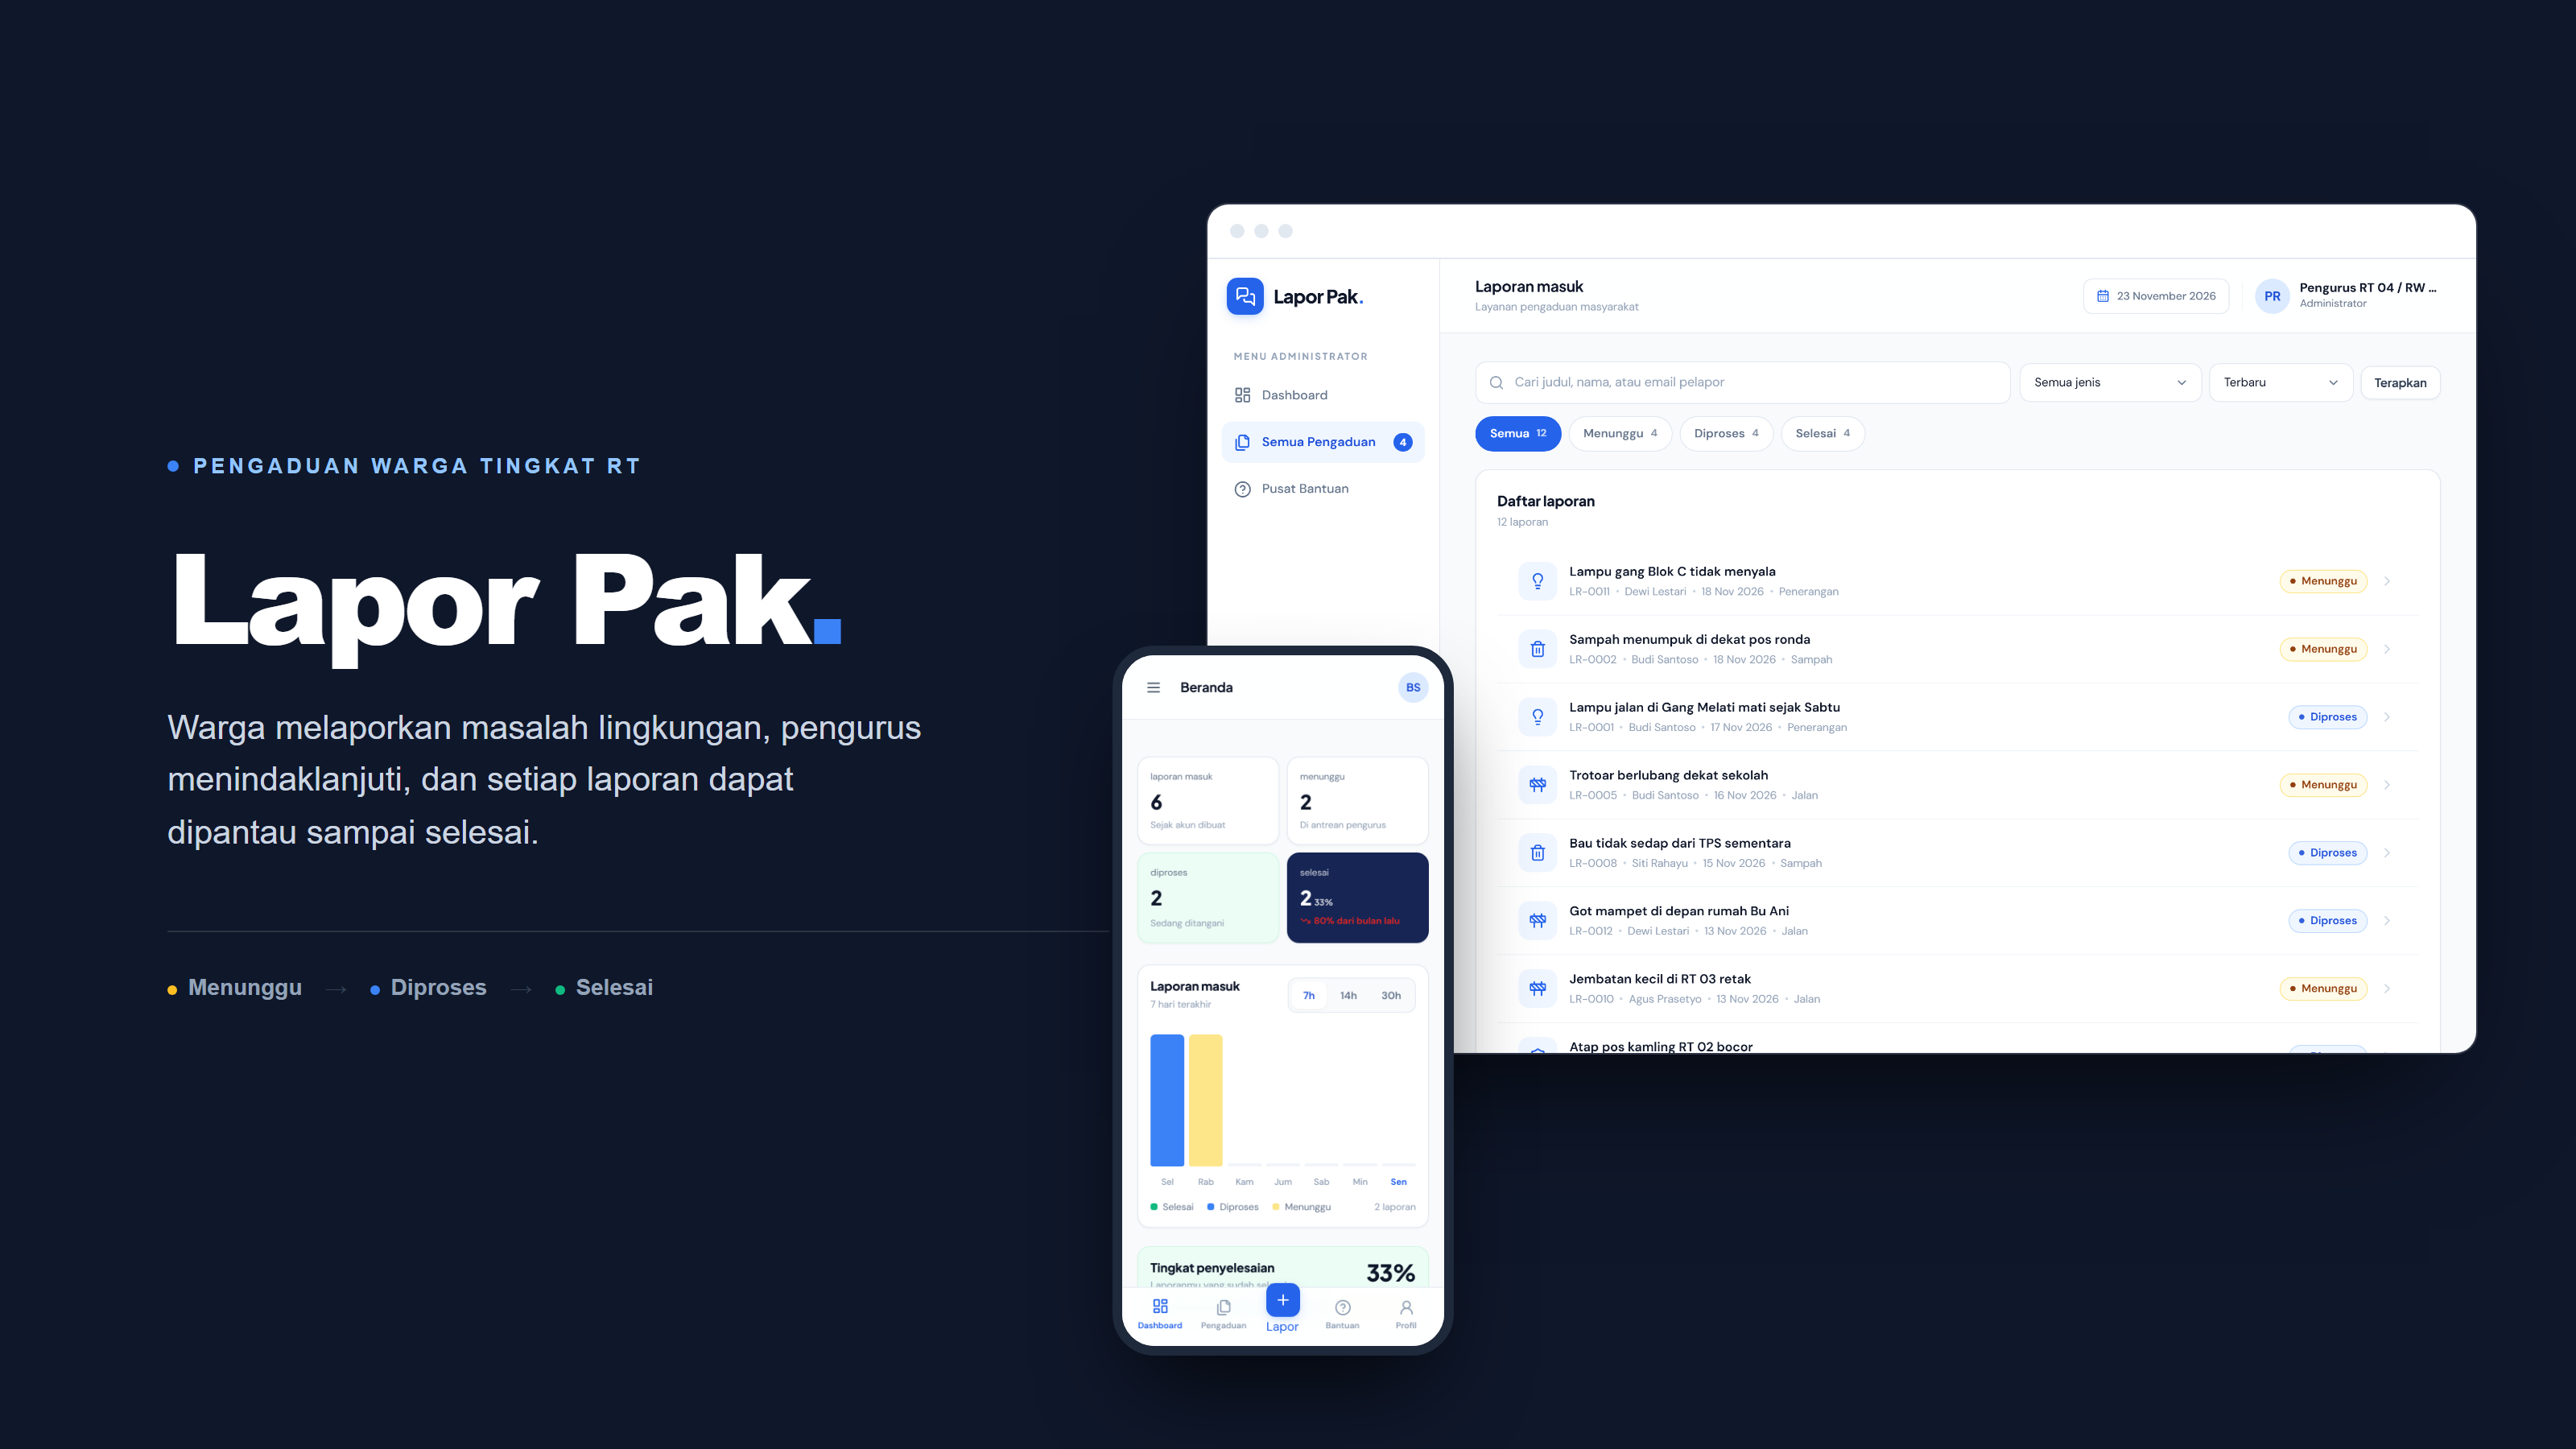 PENGADUAN WARGA TINGKAT RT
Lapor Pak.
Warga melaporkan masalah lingkungan, pengurus
menindaklanjuti, dan setiap laporan dapat
dipantau sampai selesai.
Menunggu → Diproses → Selesai
Lapor Pak.
MENU ADMINISTRATOR
Dashboard
Semua Pengaduan 4
Pusat Bantuan
Laporan masuk
Layanan pengaduan masyarakat
23 November 2026
PR
Pengurus RT 04 / RW ...
Administrator
Cari judul, nama, atau email pelapor
Semua jenis
Terbaru
Terapkan
Semua 12
Menunggu 4
Diproses 4
Selesai 4
Daftar laporan
12 laporan
Lampu gang Blok C tidak menyala
LR-0011 • Dewi Lestari • 18 Nov 2026 • Penerangan
Menunggu
Sampah menumpuk di dekat pos ronda
LR-0002 • Budi Santoso • 18 Nov 2026 • Sampah
Menunggu
Lampu jalan di Gang Melati mati sejak Sabtu
LR-0001 • Budi Santoso • 17 Nov 2026 • Penerangan
Diproses
Trotoar berlubang dekat sekolah
LR-0005 • Budi Santoso • 16 Nov 2026 • Jalan
Menunggu
Bau tidak sedap dari TPS sementara
LR-0008 • Siti Rahayu • 15 Nov 2026 • Sampah
Diproses
Got mampet di depan rumah Bu Ani
LR-0012 • Dewi Lestari • 13 Nov 2026 • Jalan
Diproses
Jembatan kecil di RT 03 retak
LR-0010 • Agus Prasetyo • 13 Nov 2026 • Jalan
Menunggu
Atap pos kamling RT 02 bocor
Beranda
BS
laporan masuk
6
Sejak akun dibuat
menunggu
2
Di antrean pengurus
diproses
2
Sedang ditangani
selesai
2 33%
80% dari bulan lalu
Laporan masuk
7 hari terakhir
7h 14h 30h
Sel Rab Kam Jum Sab Min Sen
Selesai Diproses Menunggu 2 laporan
Tingkat penyelesaian
33%
Laporanmu yang sudah
Dashboard
Pengaduan
Lapor
Bantuan
Profil